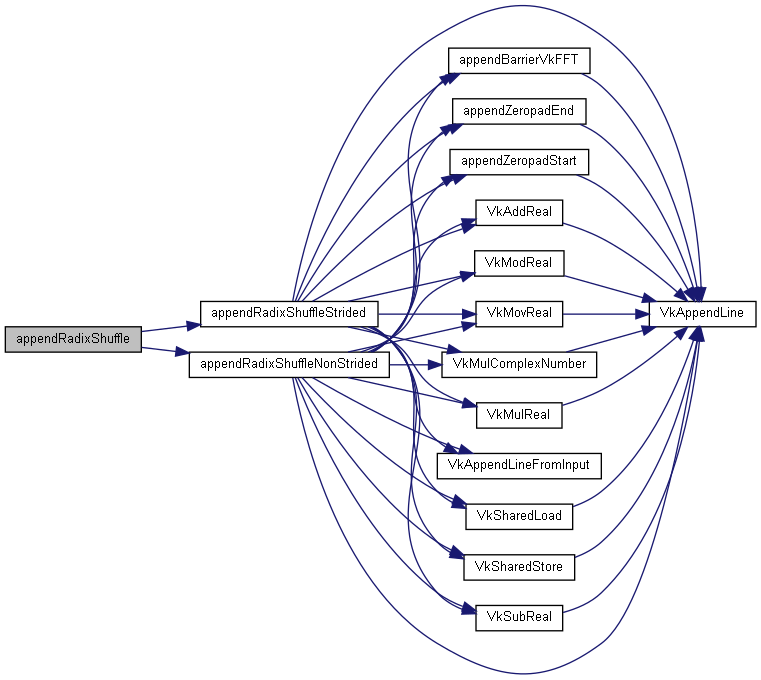 appendRadixShuffle
appendRadixShuffleStrided
appendRadixShuffleNonStrided
appendBarrierVkFFT
appendZeropadEnd
appendZeropadStart
VkAddReal
VkModReal
VkMovReal
VkMulComplexNumber
VkMulReal
VkAppendLineFromInput
VkSharedLoad
VkSharedStore
VkSubReal
VkAppendLine